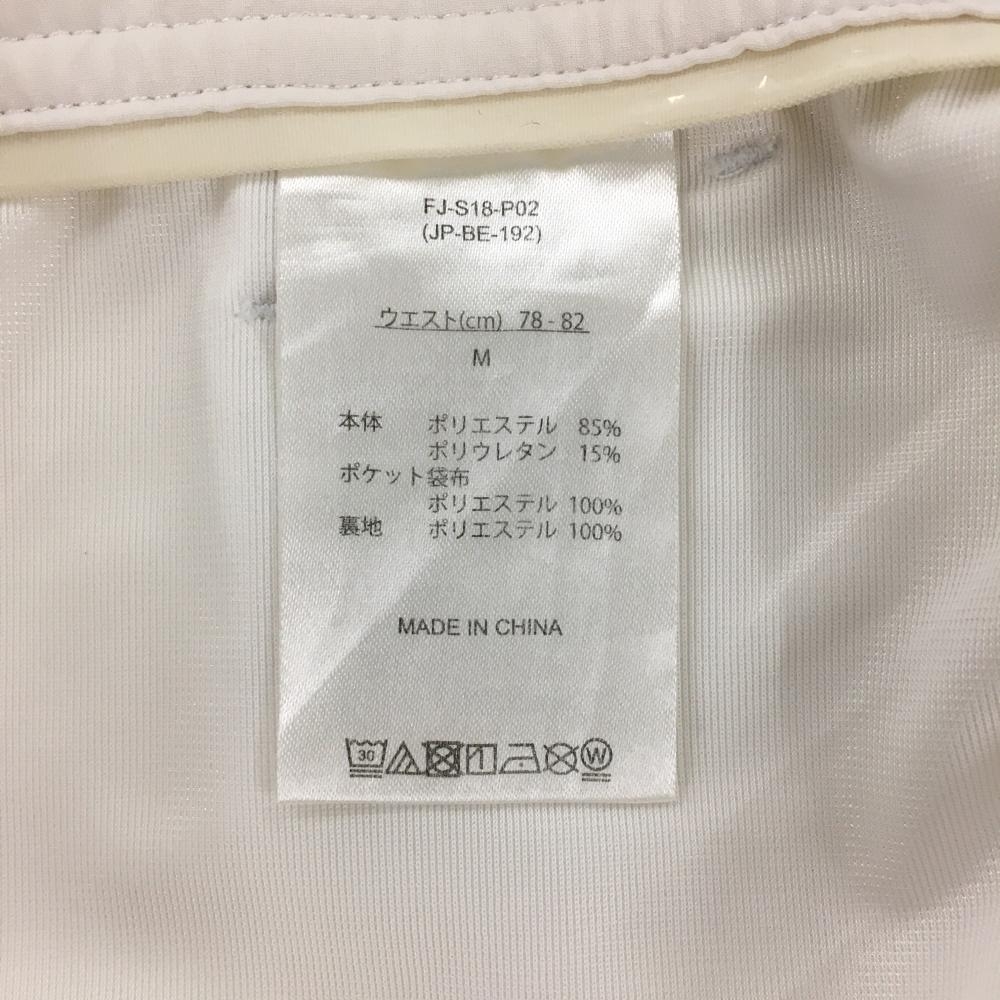 FJ-S18-P02
(JP-BE-192)
ウエスト(cm) 78 - 82
M
本体 ポリエステル 85%
ポリウレタン 15%
ポケット袋布
ポリエステル 100%
裏地 ポリエステル 100%
MADE IN CHINA
30 W